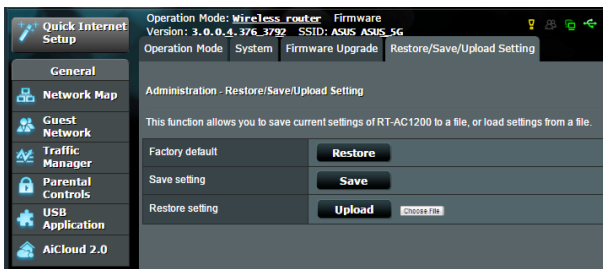 Quick Internet
Setup
Operation Mode: Wireless router Firmware
Version: 3.0.0.4.376_3792 SSID: ASUS ASUS_5G
Operation Mode System Firmware Upgrade Restore/Save/Upload Setting
General
Network Map
Guest
Network
Traffic
Manager
Parental
Controls
USB
Application
AiCloud 2.0
Administration - Restore/Save/Upload Setting
This function allows you to save current settings of RT-AC1200 to a file, or load settings from a file.
Factory default Restore
Save setting Save
Restore setting Upload Choose File